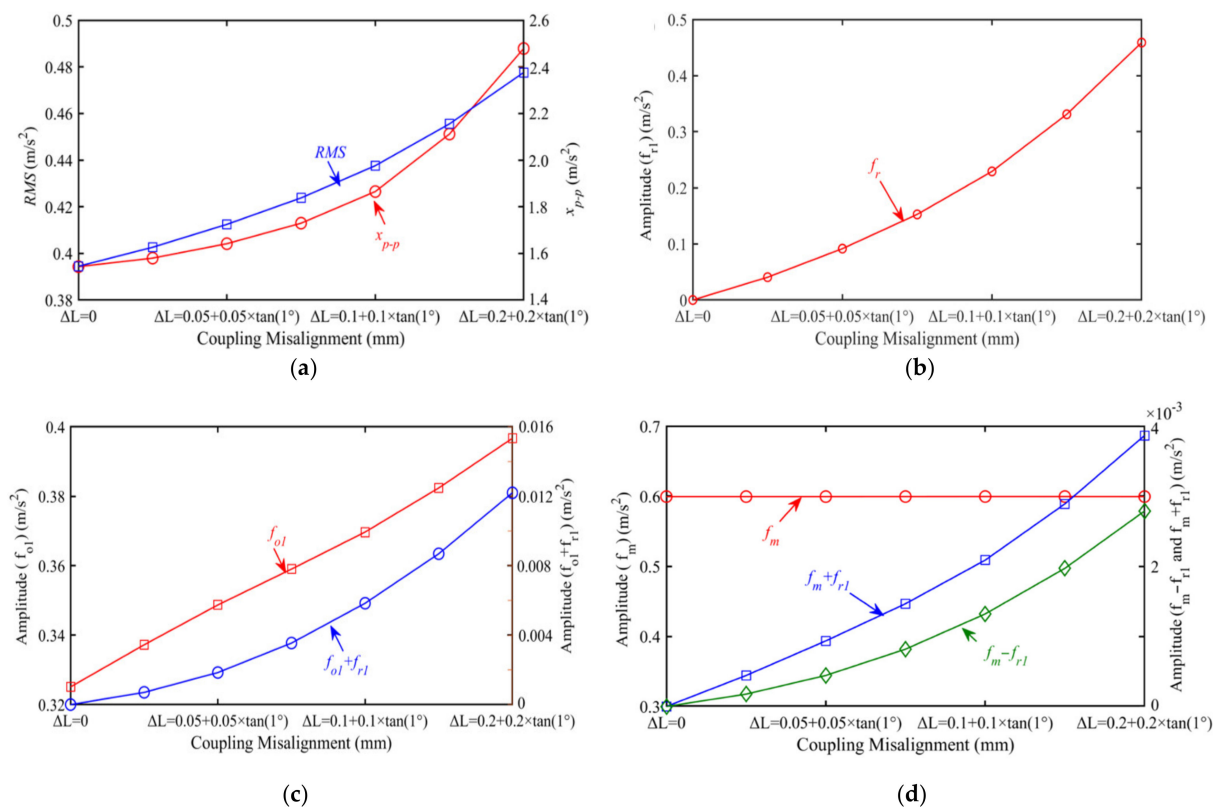 0.5
0.48
0.46
0.44
0.42
0.4
0.38
RMS (m/s²)
2.6
2.4
2.2
2.0
1.8
1.6
1.4
x_p-p (m/s²)
RMS
x_p-p
ΔL=0 ΔL=0.05+0.05×tan(1°) ΔL=0.1+0.1×tan(1°) ΔL=0.2+0.2×tan(1°)
Coupling Misalignment (mm)
(a)
0.5
0.4
0.3
0.2
0.1
0
Amplitude (f_r1) (m/s²)
f_r
ΔL=0 ΔL=0.05+0.05×tan(1°) ΔL=0.1+0.1×tan(1°) ΔL=0.2+0.2×tan(1°)
Coupling Misalignment (mm)
(b)
0.4
0.38
0.36
0.34
0.32
Amplitude (f_o1) (m/s²)
0.016
0.012
0.008
0.004
0
Amplitude (f_o1+f_r1) (m/s²)
f_o1
f_o1+f_r1
ΔL=0 ΔL=0.05+0.05×tan(1°) ΔL=0.1+0.1×tan(1°) ΔL=0.2+0.2×tan(1°)
Coupling Misalignment (mm)
(c)
0.7
0.6
0.5
0.4
0.3
Amplitude (f_m) (m/s²)
×10⁻³
4
2
0
Amplitude (f_m−f_r1 and f_m+f_r1) (m/s²)
f_m
f_m+f_r1
f_m−f_r1
ΔL=0 ΔL=0.05+0.05×tan(1°) ΔL=0.1+0.1×tan(1°) ΔL=0.2+0.2×tan(1°)
Coupling Misalignment (mm)
(d)